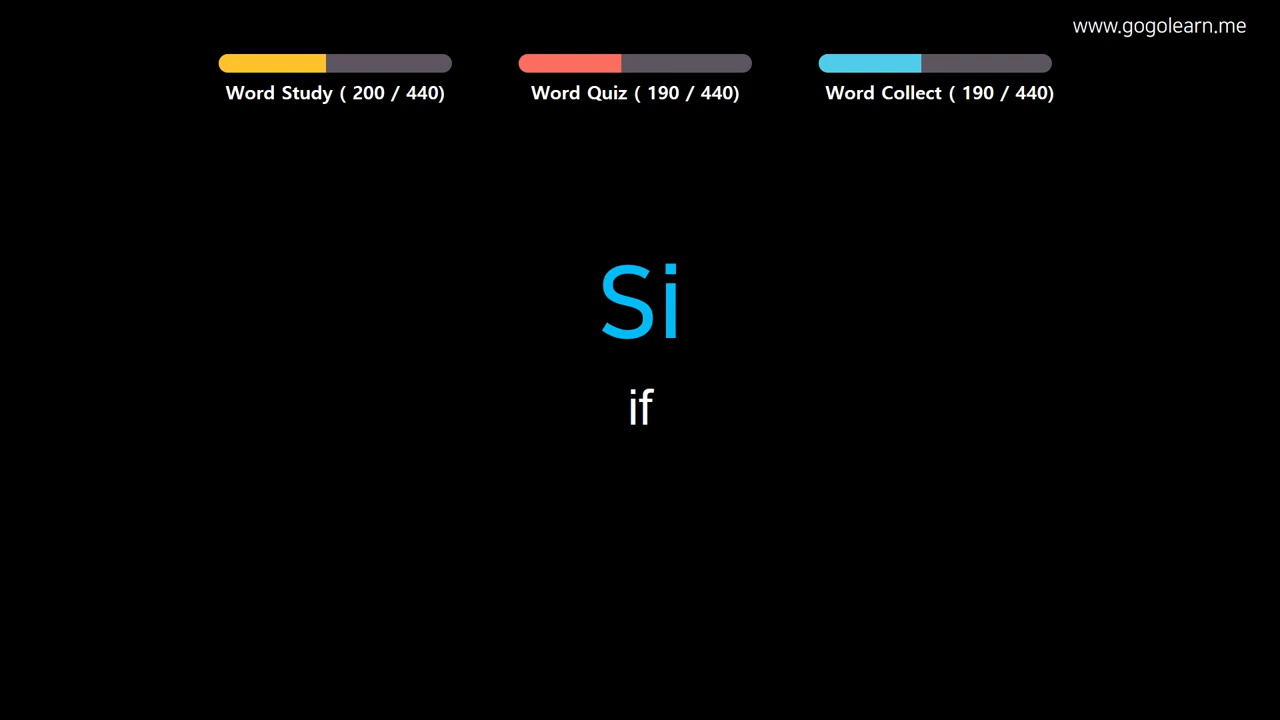 www.gogolearn.me
Word Study ( 200 / 440)
Word Quiz ( 190 / 440)
Word Collect ( 190 / 440)
Si
if